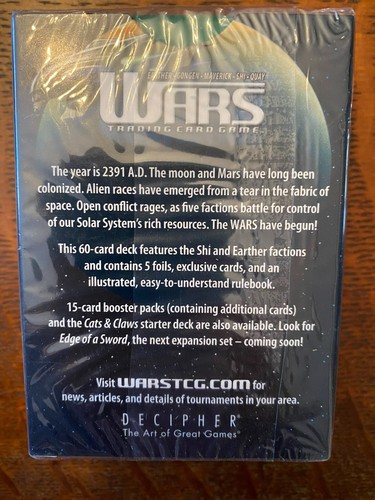 EARTHER • GONGEN • MAVERICK • SHI • QUAY
WARS
TRADING CARD GAME
The year is 2391 A.D. The moon and Mars have long been
colonized. Alien races have emerged from a tear in the fabric of
space. Open conflict rages, as five factions battle for control
of our Solar System's rich resources. The WARS have begun!
This 60-card deck features the Shi and Earther factions
and contains 5 foils, exclusive cards, and an
illustrated, easy-to-understand rulebook.
15-card booster packs (containing additional cards)
and the Cats & Claws starter deck are also available. Look for
Edge of a Sword, the next expansion set – coming soon!
Visit WARSTCG.COM for
news, articles, and details of tournaments in your area.
DECIPHER®
The Art of Great Games®